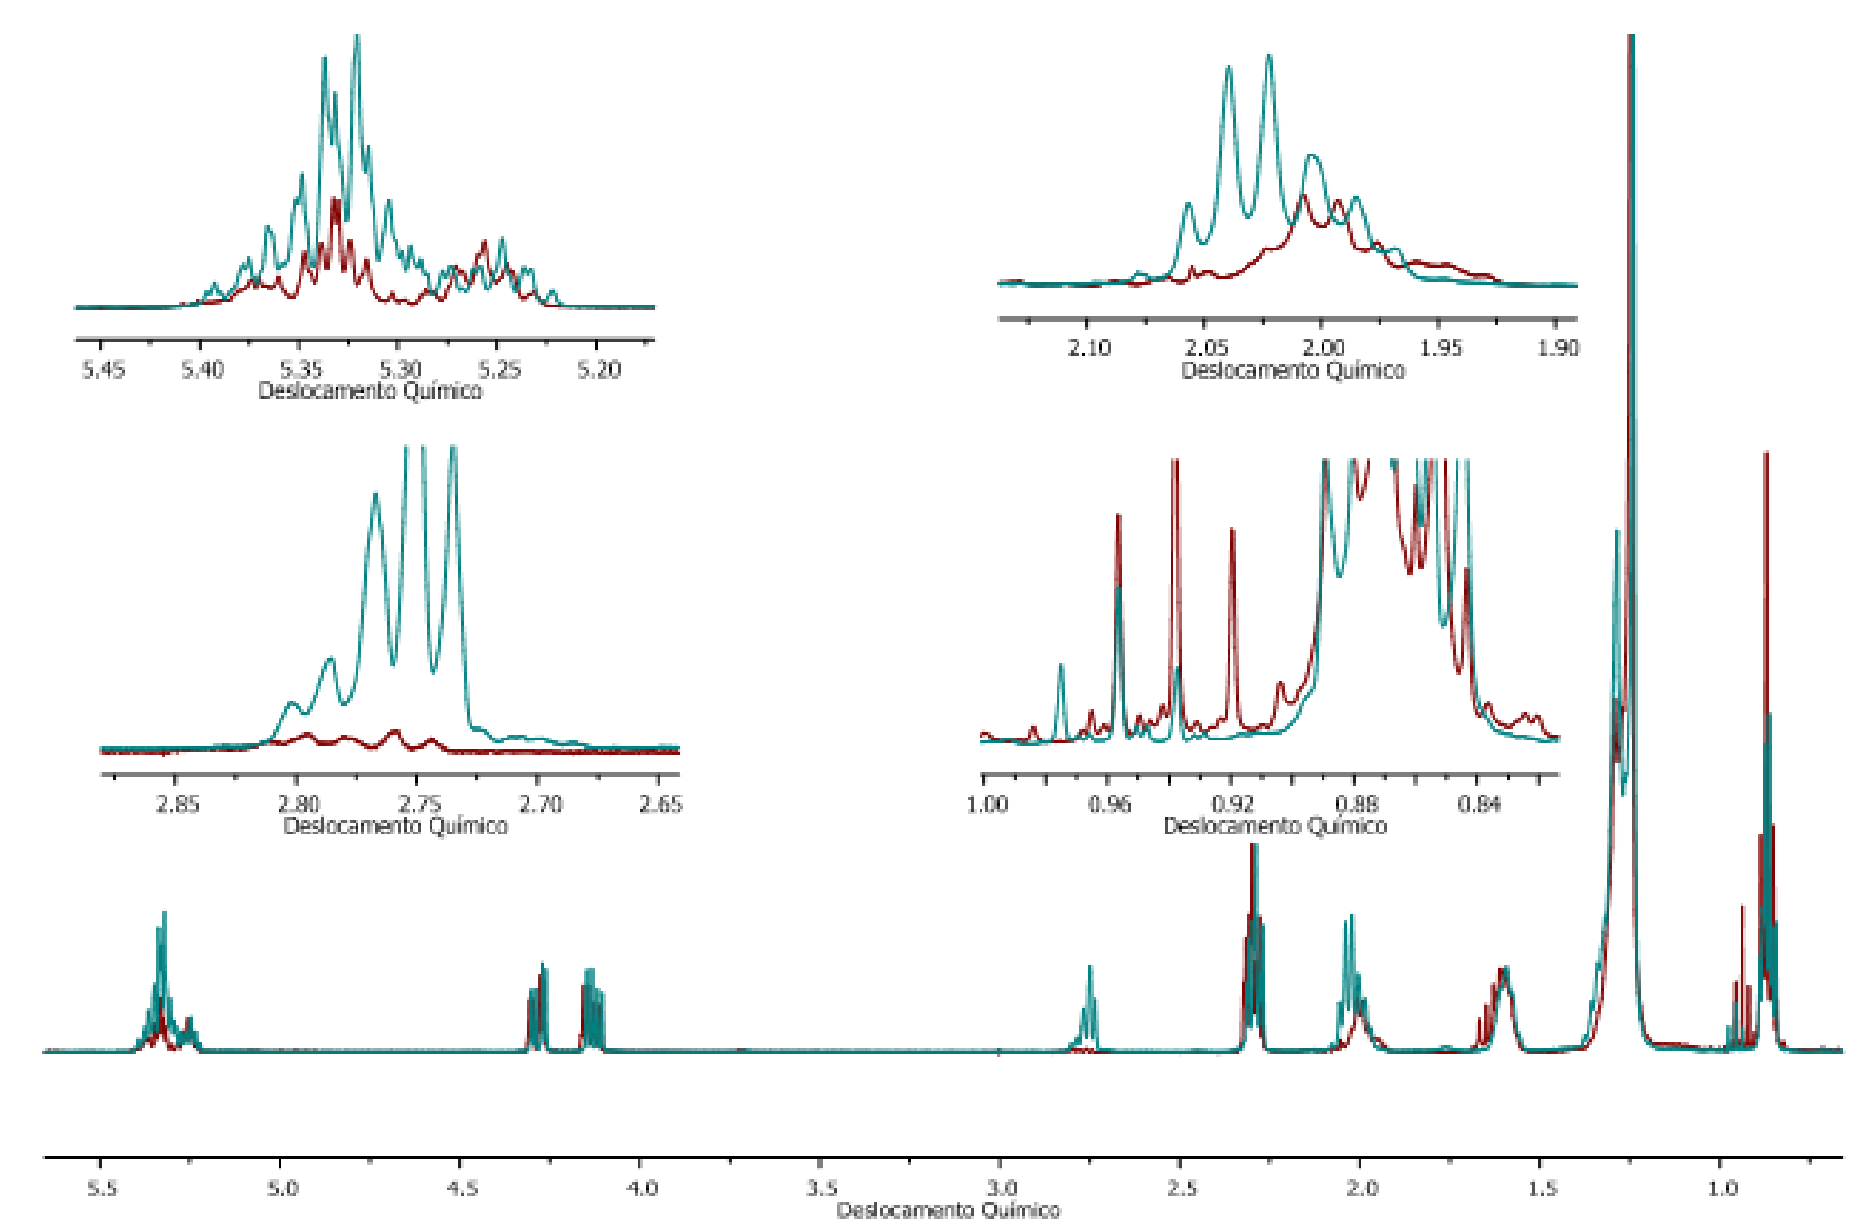 5.45 5.40 5.35 5.30 5.25 5.20
Deslocamento Químico
2.10 2.05 2.00 1.95 1.90
Deslocamento Químico
2.85 2.80 2.75 2.70 2.65
Deslocamento Químico
1.00 0.96 0.92 0.88 0.84
Deslocamento Químico
5.5 5.0 4.5 4.0 3.5 3.0 2.5 2.0 1.5 1.0
Deslocamento Químico